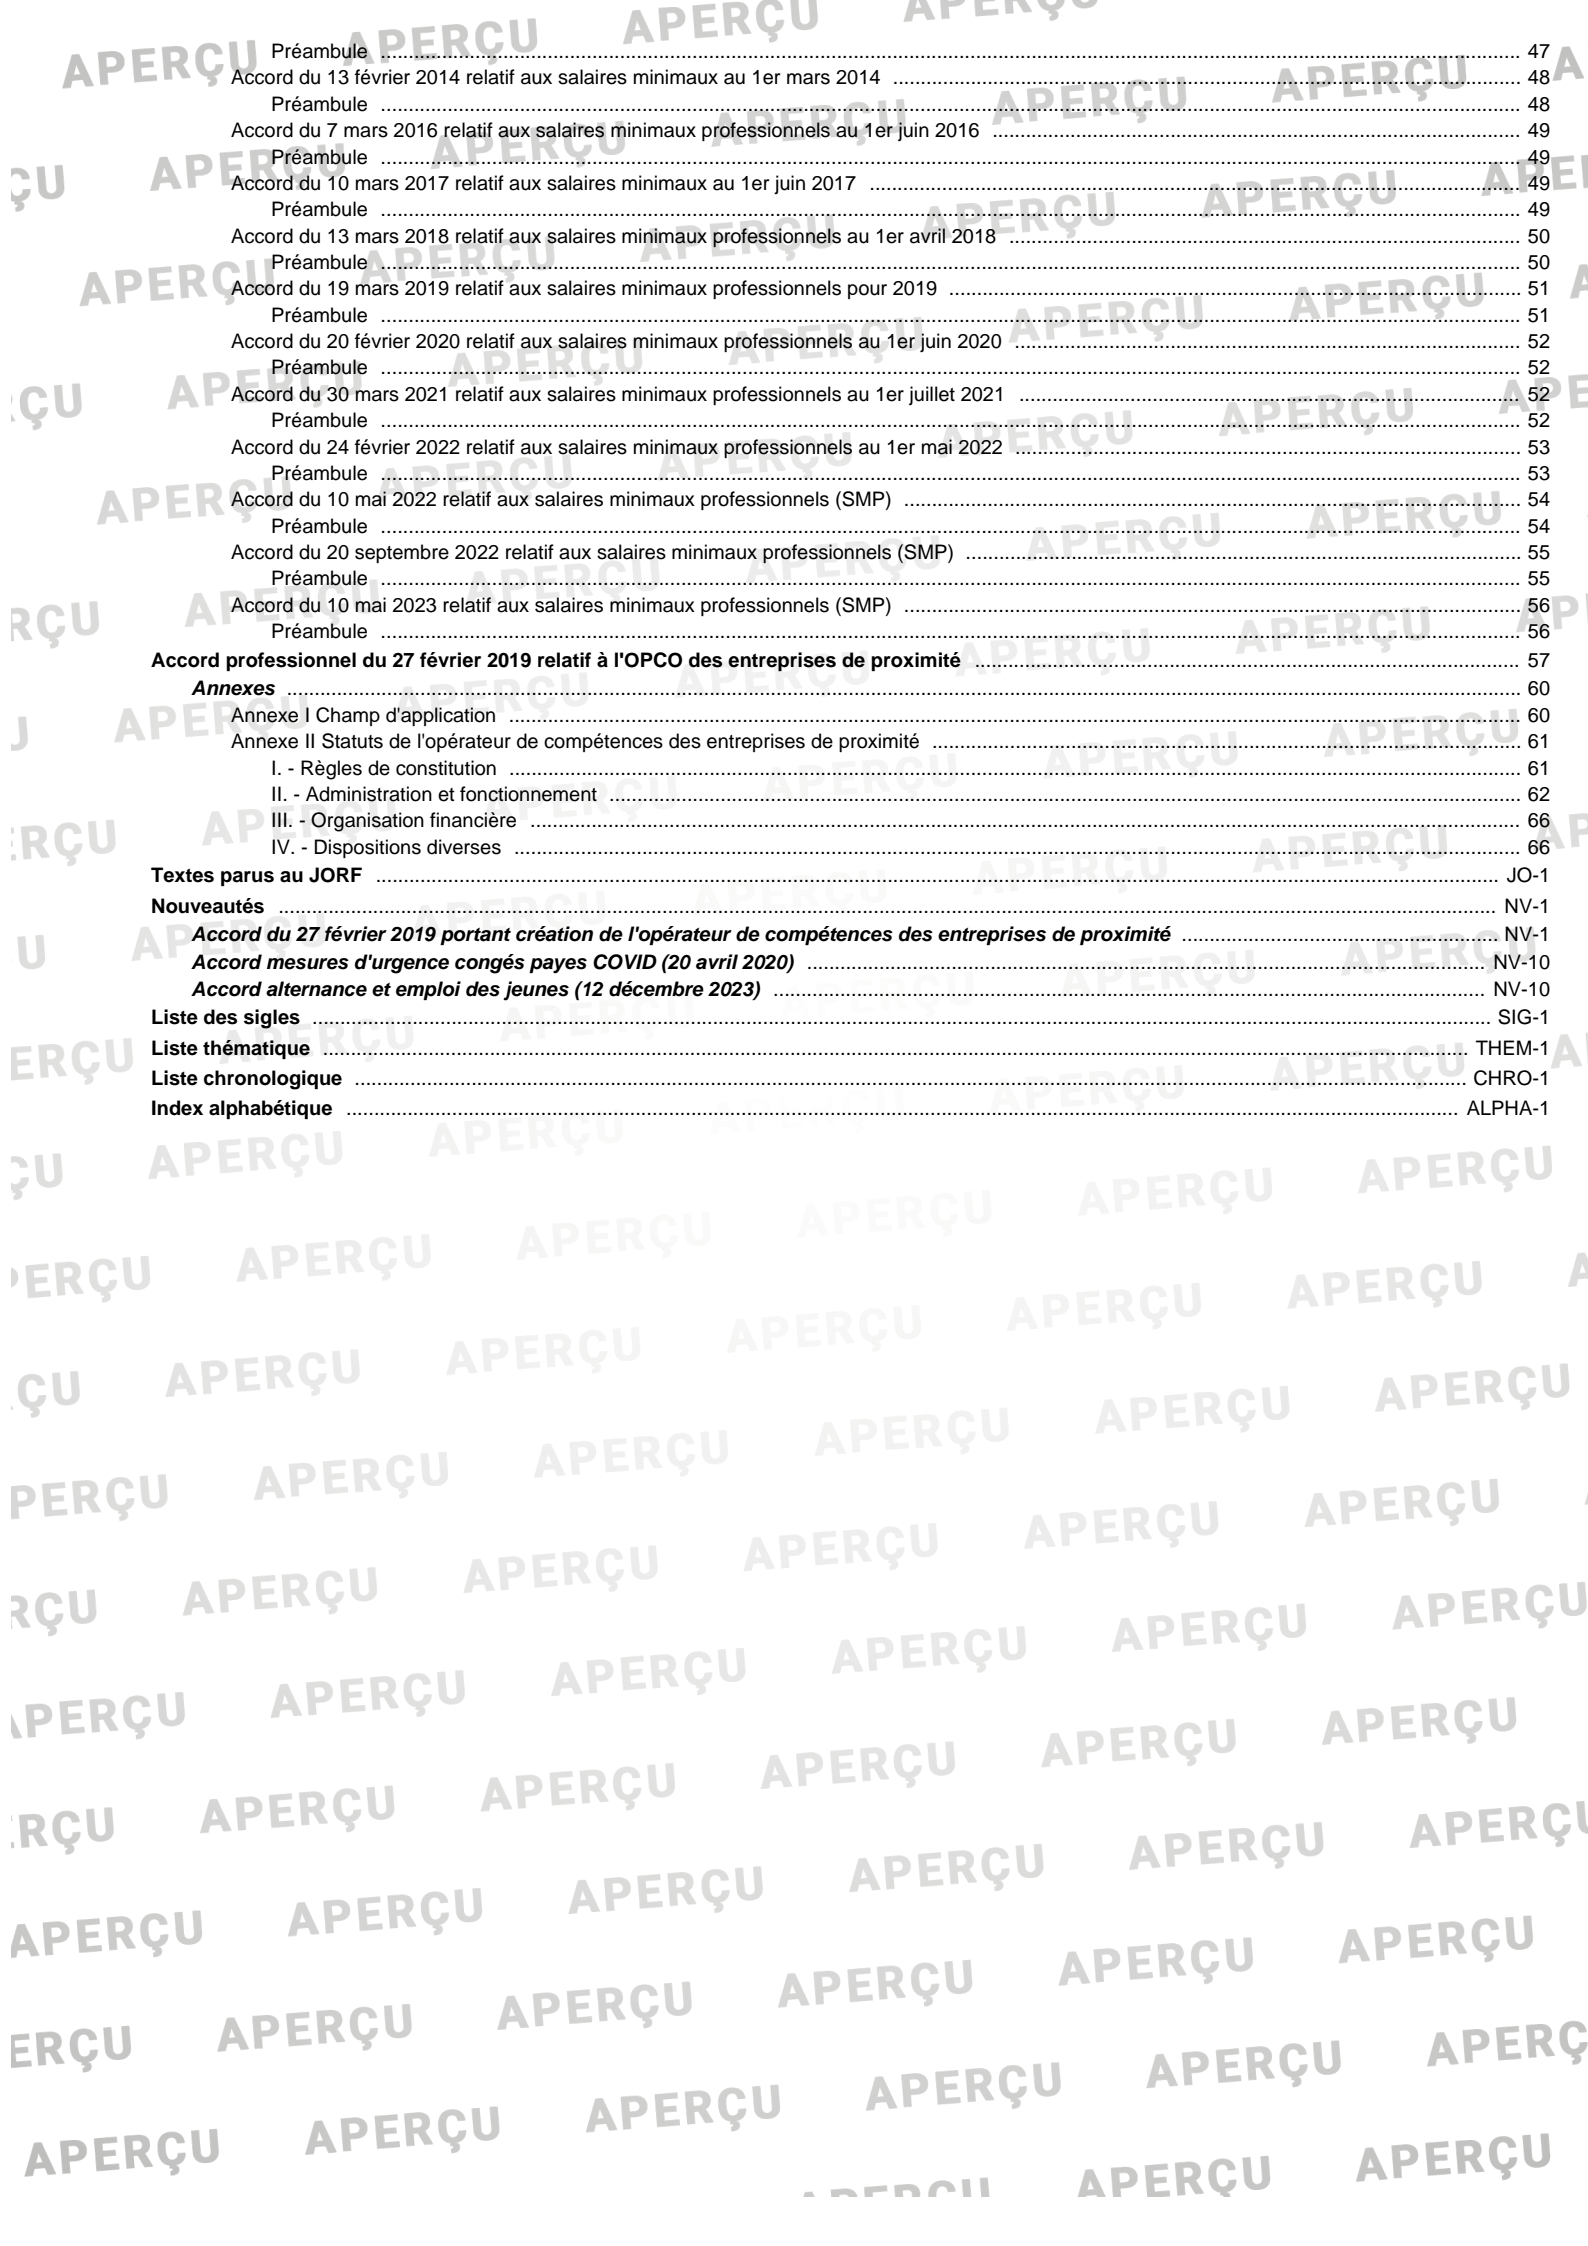 Préambule ... 47
Accord du 13 février 2014 relatif aux salaires minimaux au 1er mars 2014 ... 48
Préambule ... 48
Accord du 7 mars 2016 relatif aux salaires minimaux professionnels au 1er juin 2016 ... 49
Préambule ... 49
Accord du 10 mars 2017 relatif aux salaires minimaux au 1er juin 2017 ... 49
Préambule ... 49
Accord du 13 mars 2018 relatif aux salaires minimaux professionnels au 1er avril 2018 ... 50
Préambule ... 50
Accord du 19 mars 2019 relatif aux salaires minimaux professionnels pour 2019 ... 51
Préambule ... 51
Accord du 20 février 2020 relatif aux salaires minimaux professionnels au 1er juin 2020 ... 52
Préambule ... 52
Accord du 30 mars 2021 relatif aux salaires minimaux professionnels au 1er juillet 2021 ... 52
Préambule ... 52
Accord du 24 février 2022 relatif aux salaires minimaux professionnels au 1er mai 2022 ... 53
Préambule ... 53
Accord du 10 mai 2022 relatif aux salaires minimaux professionnels (SMP) ... 54
Préambule ... 54
Accord du 20 septembre 2022 relatif aux salaires minimaux professionnels (SMP) ... 55
Préambule ... 55
Accord du 10 mai 2023 relatif aux salaires minimaux professionnels (SMP) ... 56
Préambule ... 56
Accord professionnel du 27 février 2019 relatif à l'OPCO des entreprises de proximité ... 57
Annexes ... 60
Annexe I Champ d'application ... 60
Annexe II Statuts de l'opérateur de compétences des entreprises de proximité ... 61
I. - Règles de constitution ... 61
II. - Administration et fonctionnement ... 62
III. - Organisation financière ... 66
IV. - Dispositions diverses ... 66
Textes parus au JORF ... JO-1
Nouveautés ... NV-1
Accord du 27 février 2019 portant création de l'opérateur de compétences des entreprises de proximité ... NV-1
Accord mesures d'urgence congés payes COVID (20 avril 2020) ... NV-10
Accord alternance et emploi des jeunes (12 décembre 2023) ... NV-10
Liste des sigles ... SIG-1
Liste thématique ... THEM-1
Liste chronologique ... CHRO-1
Index alphabétique ... ALPHA-1
APERÇU